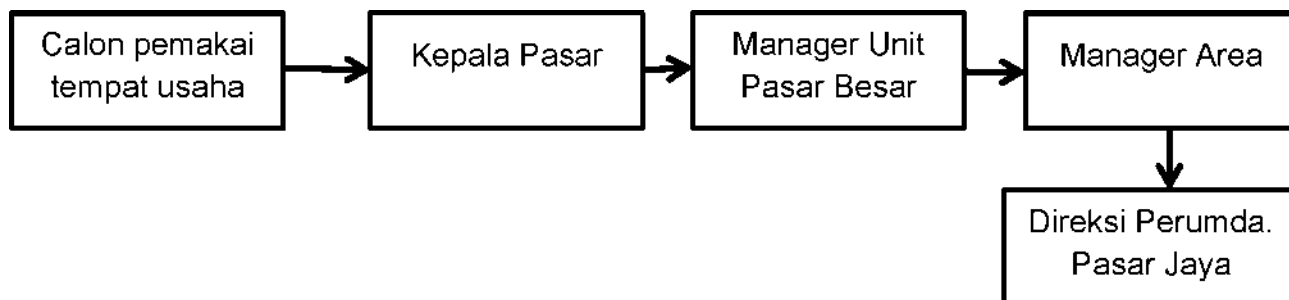 Calon pemakai
tempat usaha
Kepala Pasar
Manager Unit
Pasar Besar
Manager Area
Direksi Perumda.
Pasar Jaya